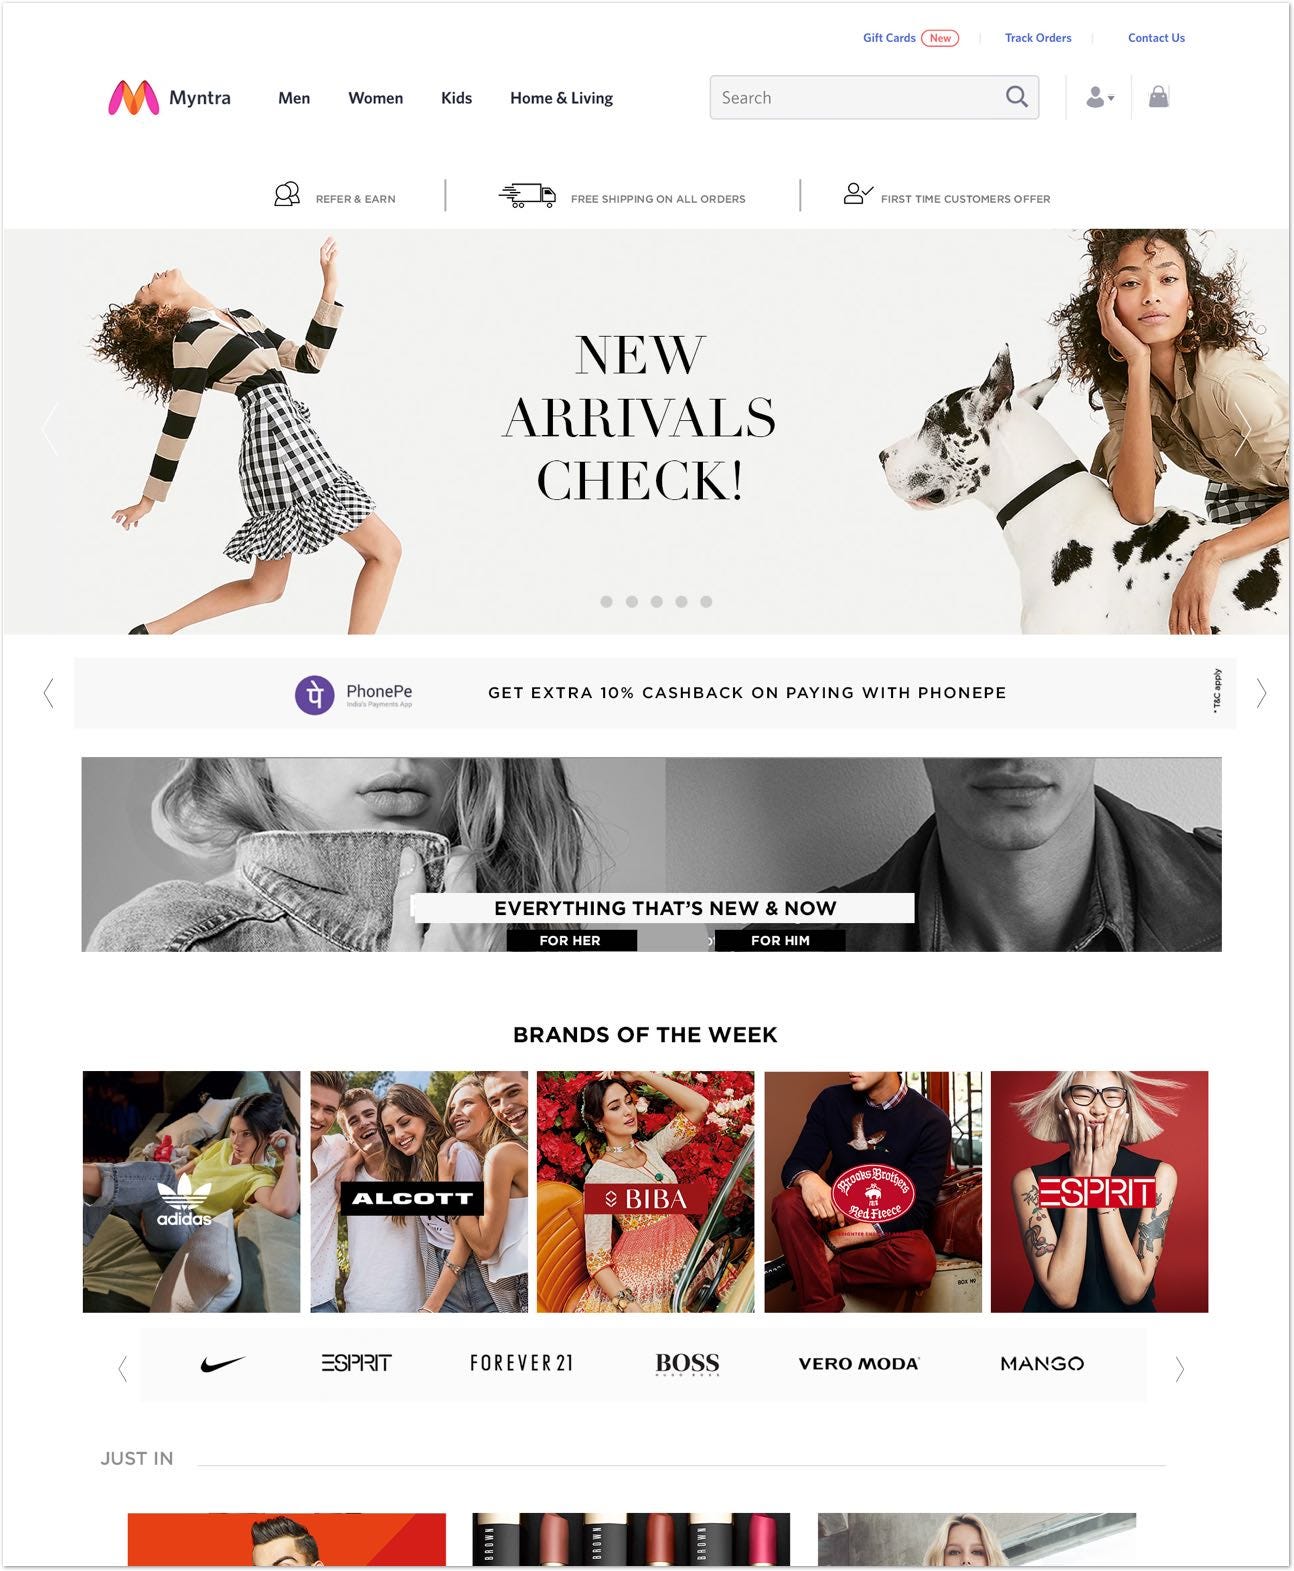 Gift Cards New Track Orders Contact Us
Myntra Men Women Kids Home & Living Search
REFER & EARN FREE SHIPPING ON ALL ORDERS FIRST TIME CUSTOMERS OFFER
NEW
ARRIVALS
CHECK!
पे PhonePe GET EXTRA 10% CASHBACK ON PAYING WITH PHONEPE * T&C apply
India's Payments App
EVERYTHING THAT'S NEW & NOW
FOR HER FOR HIM
BRANDS OF THE WEEK
adidas
ALCOTT
BIBA
Brooks Brothers
Red Fleece
BOX Nº9
ESPRIT
ESPRIT FOREVER 21 BOSS VERO MODA MANGO
HUGO BOSS
JUST IN
BROWN BROWN BROWN